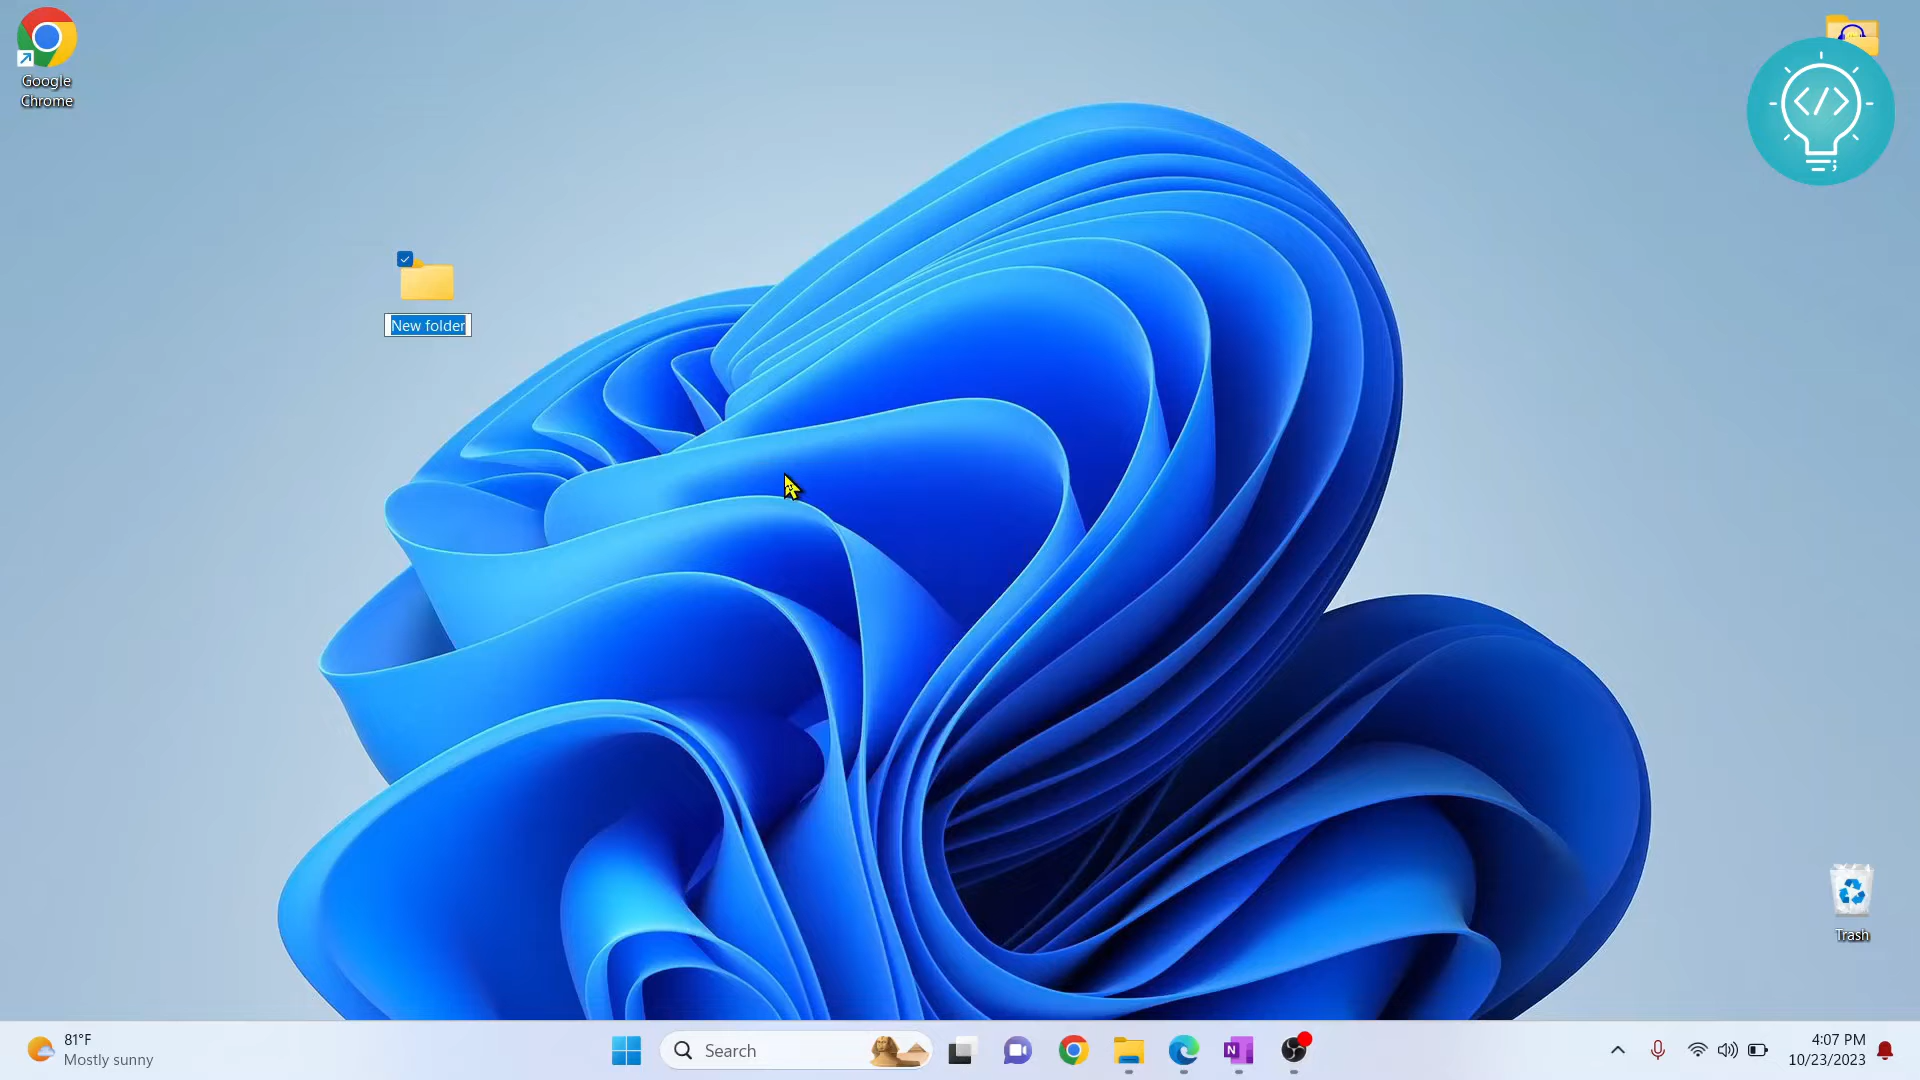 Google
Chrome
</>
;
New folder
Trash
81°F
Mostly sunny
Search
N
4:07 PM
10/23/2023